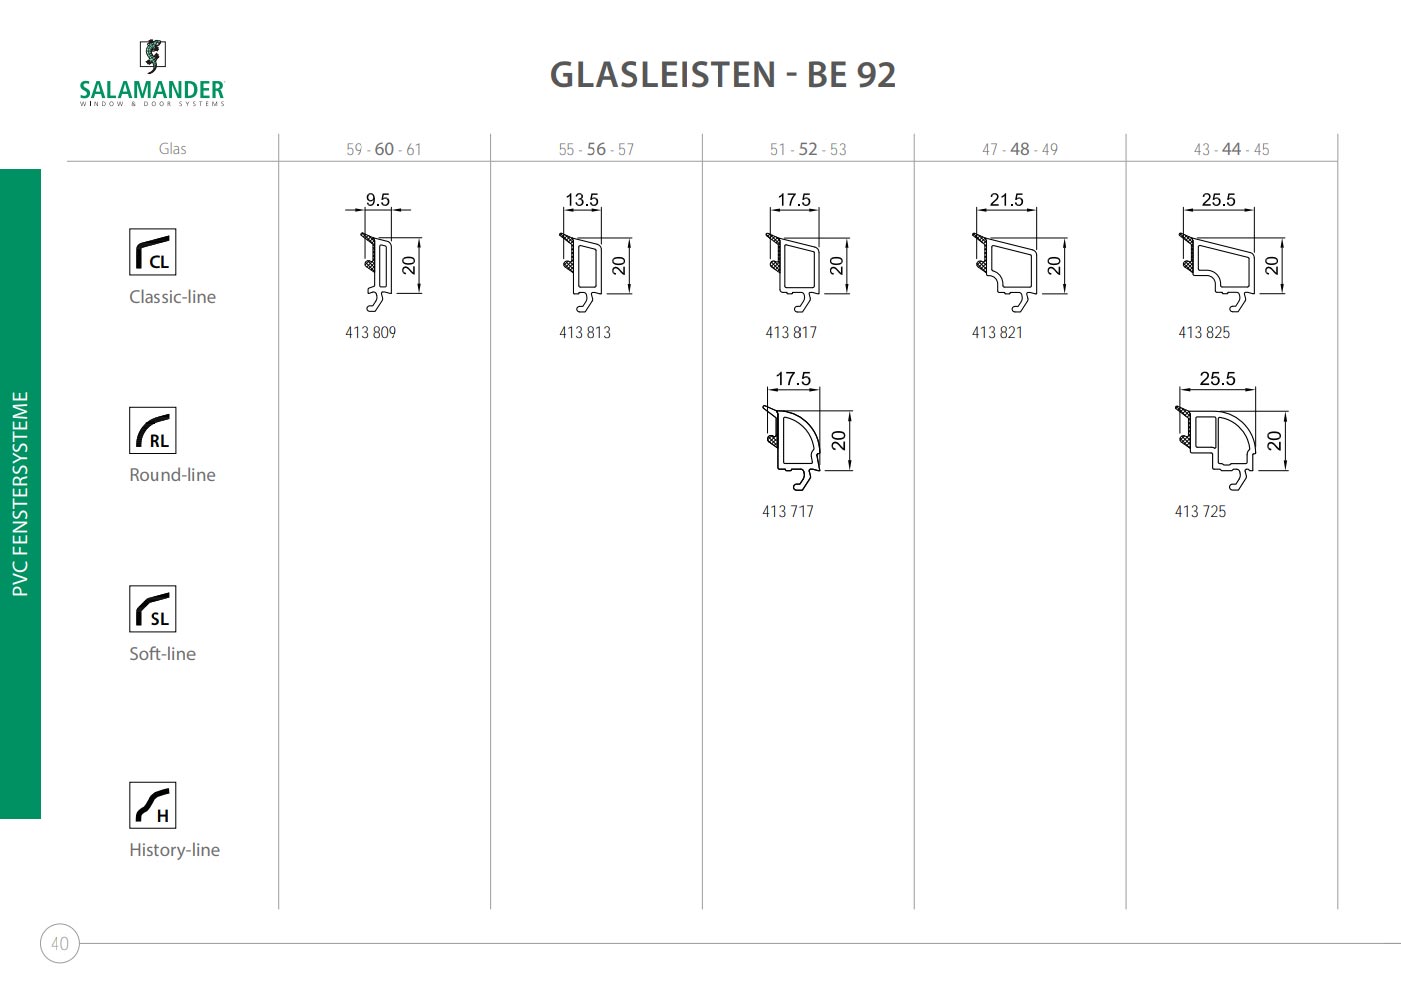 SALAMANDER
WINDOW & DOOR SYSTEMS
GLASLEISTEN - BE 92
Glas
59 - 60 - 61
55 - 56 - 57
51 - 52 - 53
47 - 48 - 49
43 - 44 - 45
PVC FENSTERSYSTEME
CL
Classic-line
9.5
20
413 809
13.5
20
413 813
17.5
20
413 817
21.5
20
413 821
25.5
20
413 825
RL
Round-line
17.5
20
413 717
25.5
20
413 725
SL
Soft-line
H
History-line
40